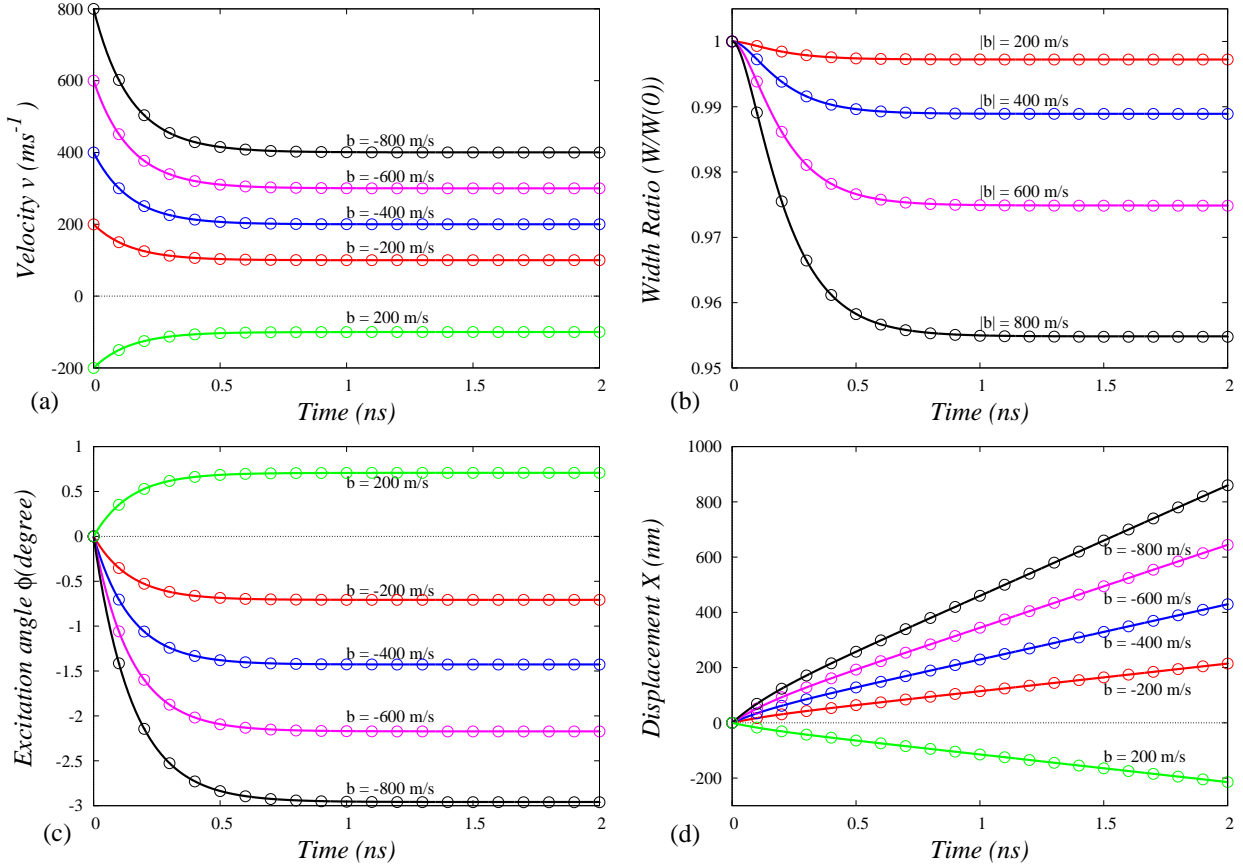 800
600
400
200
0
-200
0
0.5
1
1.5
2
Velocity v (ms⁻¹)
Time (ns)
b = -800 m/s
b = -600 m/s
b = -400 m/s
b = -200 m/s
b = 200 m/s
(a)
1
0.99
0.98
0.97
0.96
0.95
0
0.5
1
1.5
2
Width Ratio (W/W(0))
Time (ns)
|b| = 200 m/s
|b| = 400 m/s
|b| = 600 m/s
|b| = 800 m/s
(b)
1
0.5
0
-0.5
-1
-1.5
-2
-2.5
-3
0
0.5
1
1.5
2
Excitation angle ϕ(degree)
Time (ns)
b = 200 m/s
b = -200 m/s
b = -400 m/s
b = -600 m/s
b = -800 m/s
(c)
1000
800
600
400
200
0
-200
0
0.5
1
1.5
2
Displacement X (nm)
Time (ns)
b = -800 m/s
b = -600 m/s
b = -400 m/s
b = -200 m/s
b = 200 m/s
(d)